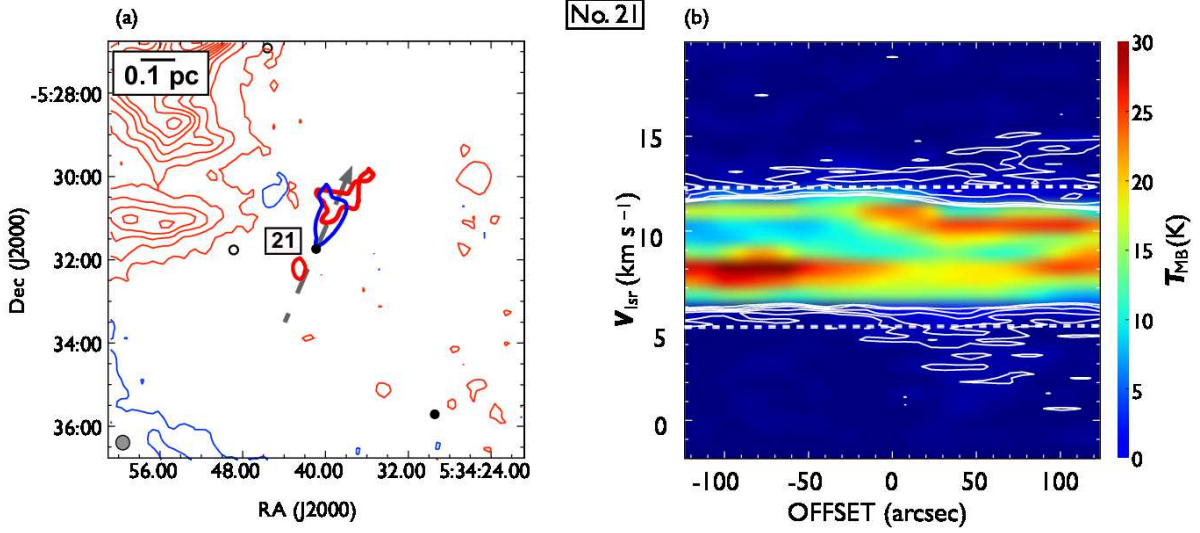 No. 21
(a)
(b)
0.1 pc
-5:28:00
30:00
32:00
34:00
36:00
Dec (J2000)
21
56.00 48.00 40.00 32.00 5:34:24.00
RA (J2000)
15
10
5
0
V_lsr (km s⁻¹)
-100 -50 0 50 100
OFFSET (arcsec)
30
25
20
15
10
5
0
T_MB (K)